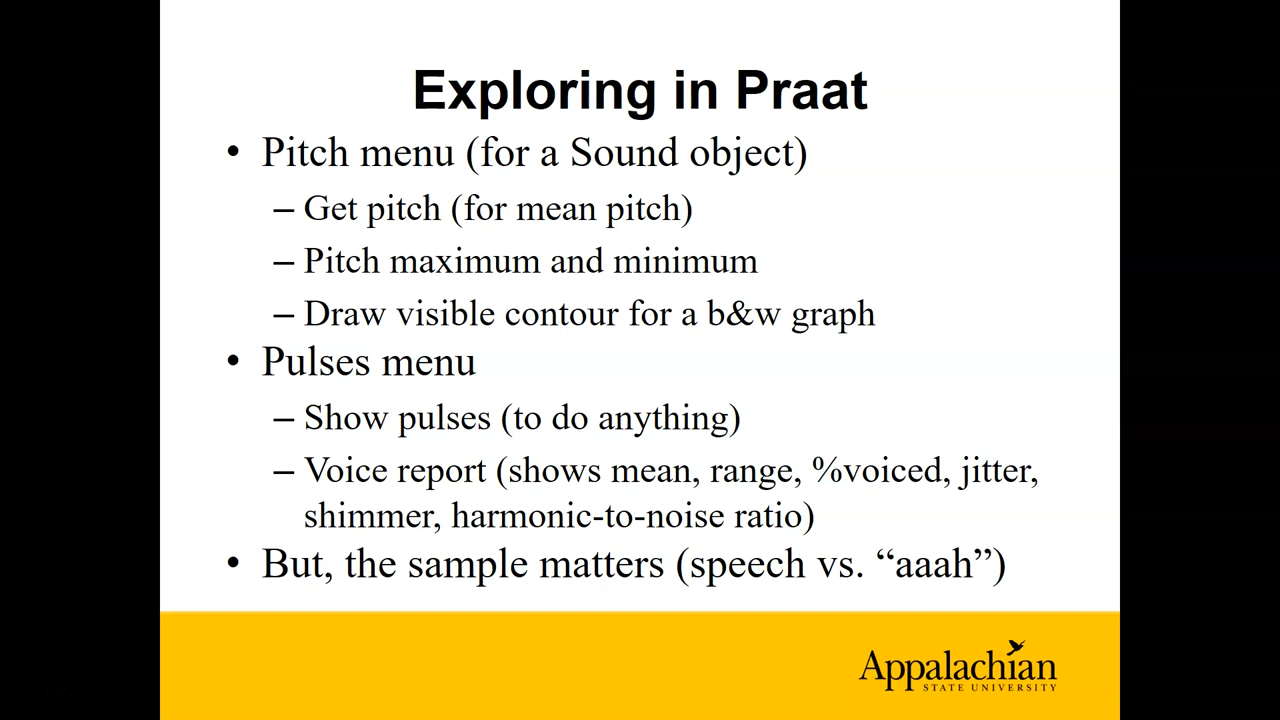 Exploring in Praat
• Pitch menu (for a Sound object)
– Get pitch (for mean pitch)
– Pitch maximum and minimum
– Draw visible contour for a b&w graph
• Pulses menu
– Show pulses (to do anything)
– Voice report (shows mean, range, %voiced, jitter,
shimmer, harmonic-to-noise ratio)
• But, the sample matters (speech vs. “aaah”)
Appalachian
STATE UNIVERSITY